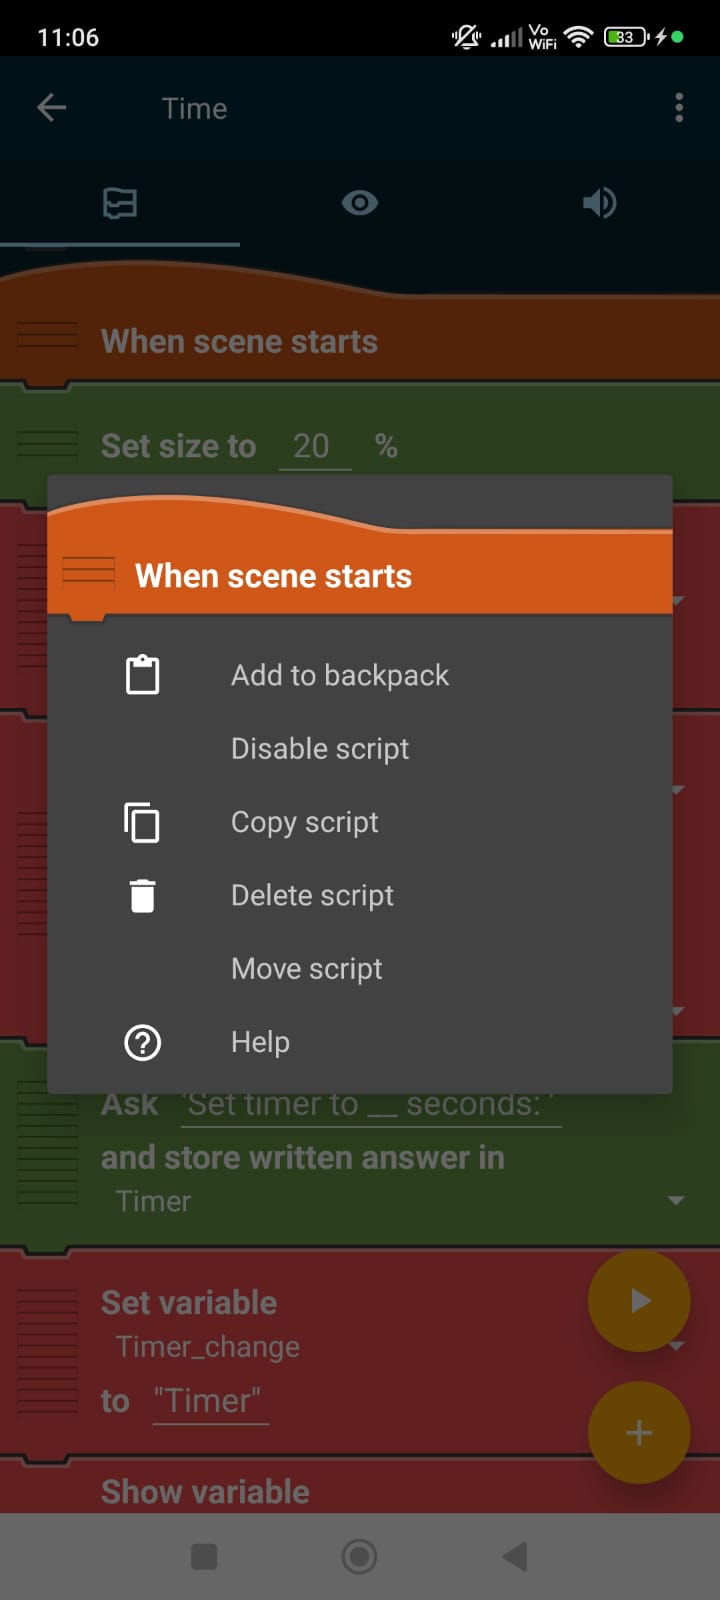 11:06
Vo
WiFi
33
Time
When scene starts
Set size to 20 %
When scene starts
Add to backpack
Disable script
Copy script
Delete script
Move script
Help
Ask 'Set timer to __ seconds: '
and store written answer in
Timer
Set variable
Timer_change
to "Timer"
Show variable